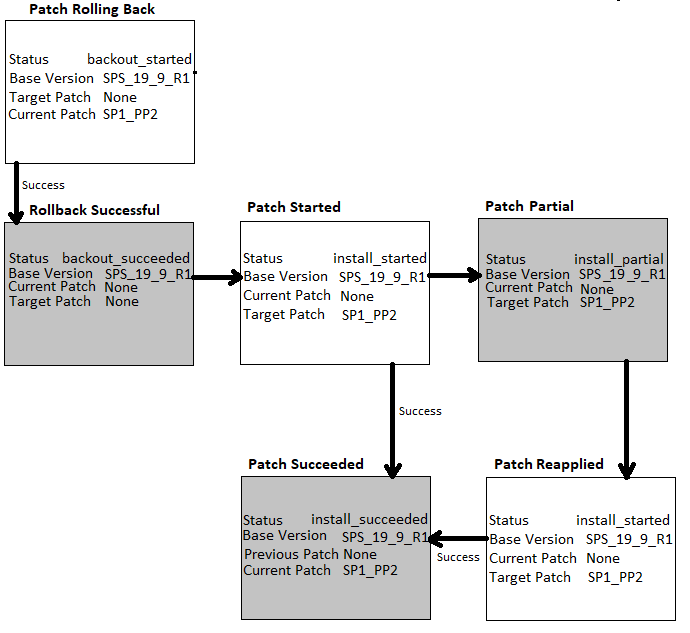 Patch Rolling Back
Status backout_started
Base Version SPS_19_9_R1
Target Patch None
Current Patch SP1_PP2
Success
Rollback Successful
Status backout_succeeded
Base Version SPS_19_9_R1
Current Patch None
Target Patch None
Patch Started
Status install_started
Base Version SPS_19_9_R1
Current Patch None
Target Patch SP1_PP2
Patch Partial
Status install_partial
Base Version SPS_19_9_R1
Current Patch None
Target Patch SP1_PP2
Success
Patch Succeeded
Status install_succeeded
Base Version SPS_19_9_R1
Previous Patch None
Current Patch SP1_PP2
Success
Patch Reapplied
Status install_started
Base Version SPS_19_9_R1
Current Patch None
Target Patch SP1_PP2